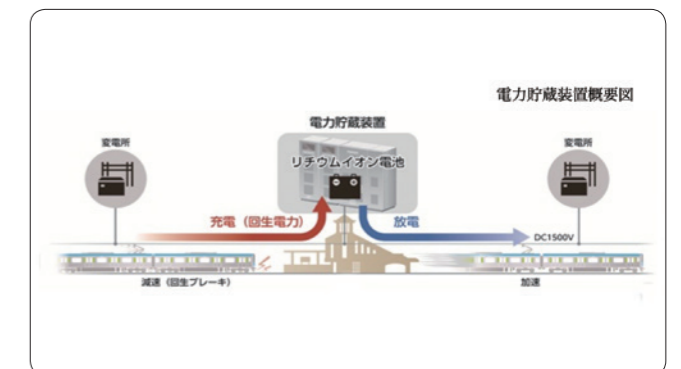 電力貯蔵装置概要図
電力貯蔵装置
変電所
リチウムイオン電池
変電所
充電（回生電力）
放電
DC1500V
減速（回生ブレーキ）
加速